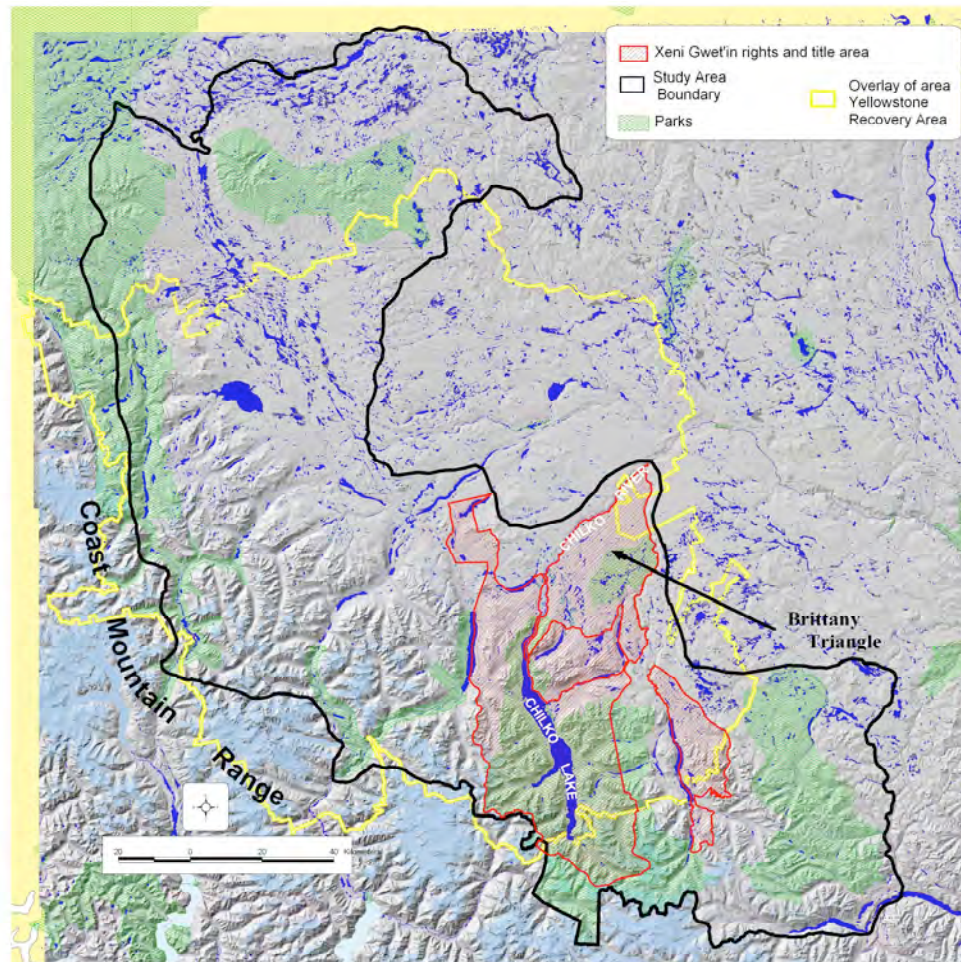 Xeni Gwet'in rights and title area
Study Area
Boundary
Overlay of area
Yellowstone
Recovery Area
Parks
CHILKO RIVER
Coast
Mountain
Range
Brittany
Triangle
CHILKO LAKE
20 0 20 40 Kilometers